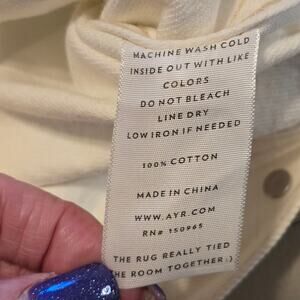 MACHINE WASH COLD
INSIDE OUT WITH LIKE
COLORS
DO NOT BLEACH
LINE DRY
LOW IRON IF NEEDED
100% COTTON
MADE IN CHINA
WWW.AYR.COM
RN# 150965
THE RUG REALLY TIED
THE ROOM TOGETHER :)